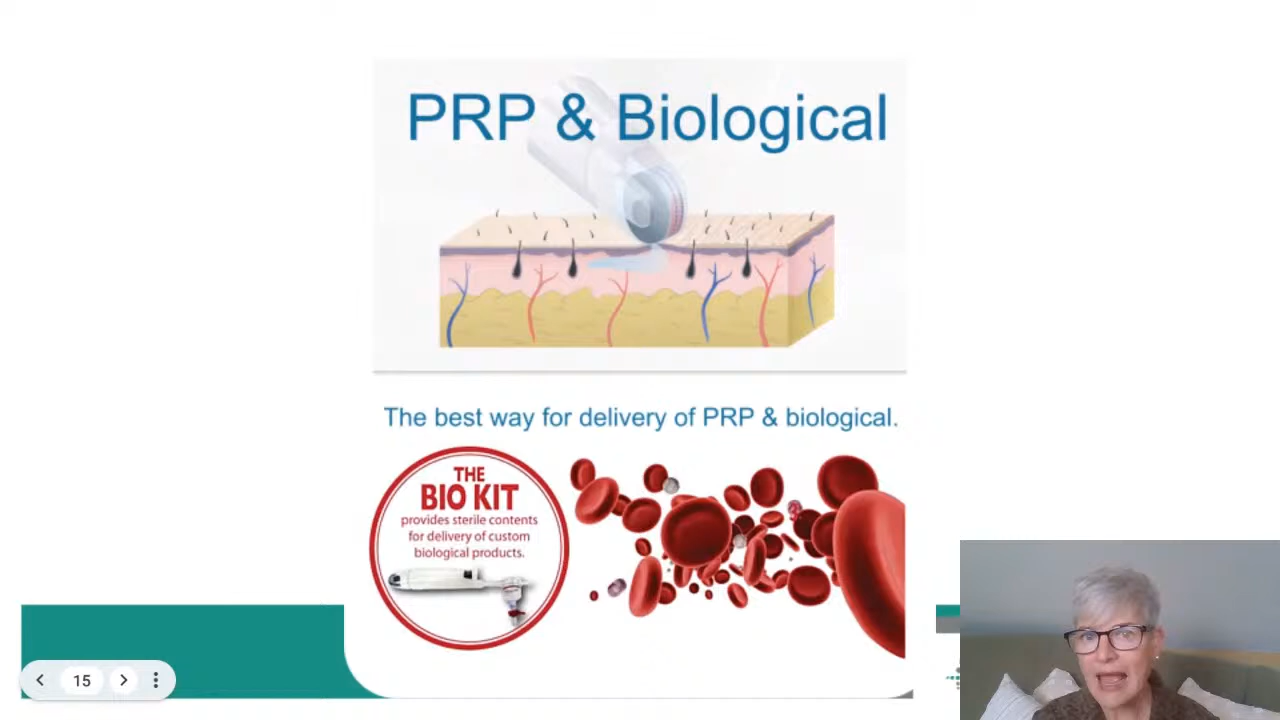 PRP & Biological
The best way for delivery of PRP & biological.
THE
BIO KIT
provides sterile contents
for delivery of custom
biological products.
15